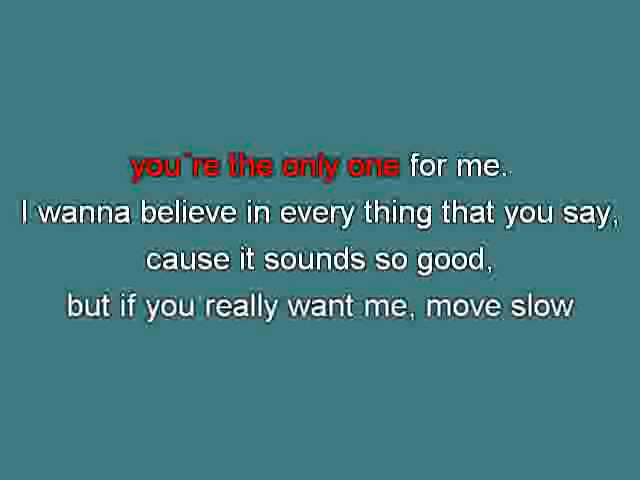 you`re the only one for me.
I wanna believe in every thing that you say,
cause it sounds so good,
but if you really want me, move slow